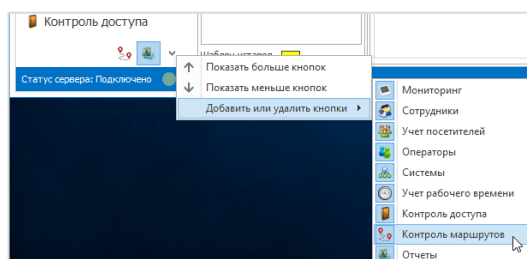 Контроль доступа
Шаблон устарел
Показать больше кнопок
Статус сервера: Подключено
Показать меньше кнопок
Добавить или удалить кнопки
Мониторинг
Сотрудники
Учет посетителей
Операторы
Системы
Учет рабочего времени
Контроль доступа
Контроль маршрутов
Отчеты